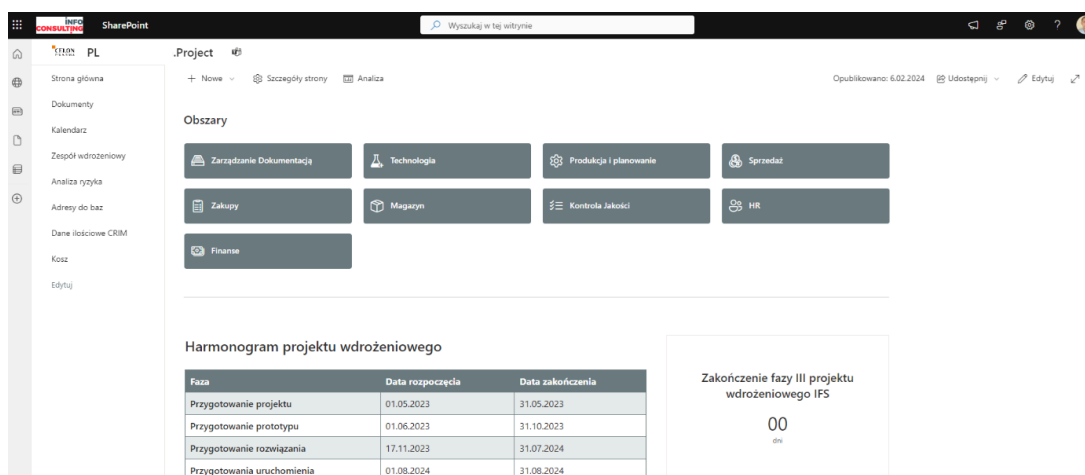 INFO
CONSULTING
SharePoint
Wyszukaj w tej witrynie
?
PL
.Project
Strona główna
Dokumenty
Kalendarz
Zespół wdrożeniowy
Analiza ryzyka
Adresy do baz
Dane ilościowe CRIM
Kosz
Edytuj
+ Nowe
Szczegóły strony
Analiza
Opublikowano: 6.02.2024
Udostępnij
Edytuj
Obszary
Zarządzanie Dokumentacją
Technologia
Produkcja i planowanie
Sprzedaż
Zakupy
Magazyn
Kontrola Jakości
HR
Finanse
Harmonogram projektu wdrożeniowego
Faza Data rozpoczęcia Data zakończenia
Przygotowanie projektu 01.05.2023 31.05.2023
Przygotowanie prototypu 01.06.2023 31.10.2023
Przygotowanie rozwiązania 17.11.2023 31.07.2024
Przygotowania uruchomienia 01.08.2024 31.08.2024
Zakończenie fazy III projektu
wdrożeniowego IFS
00
dni